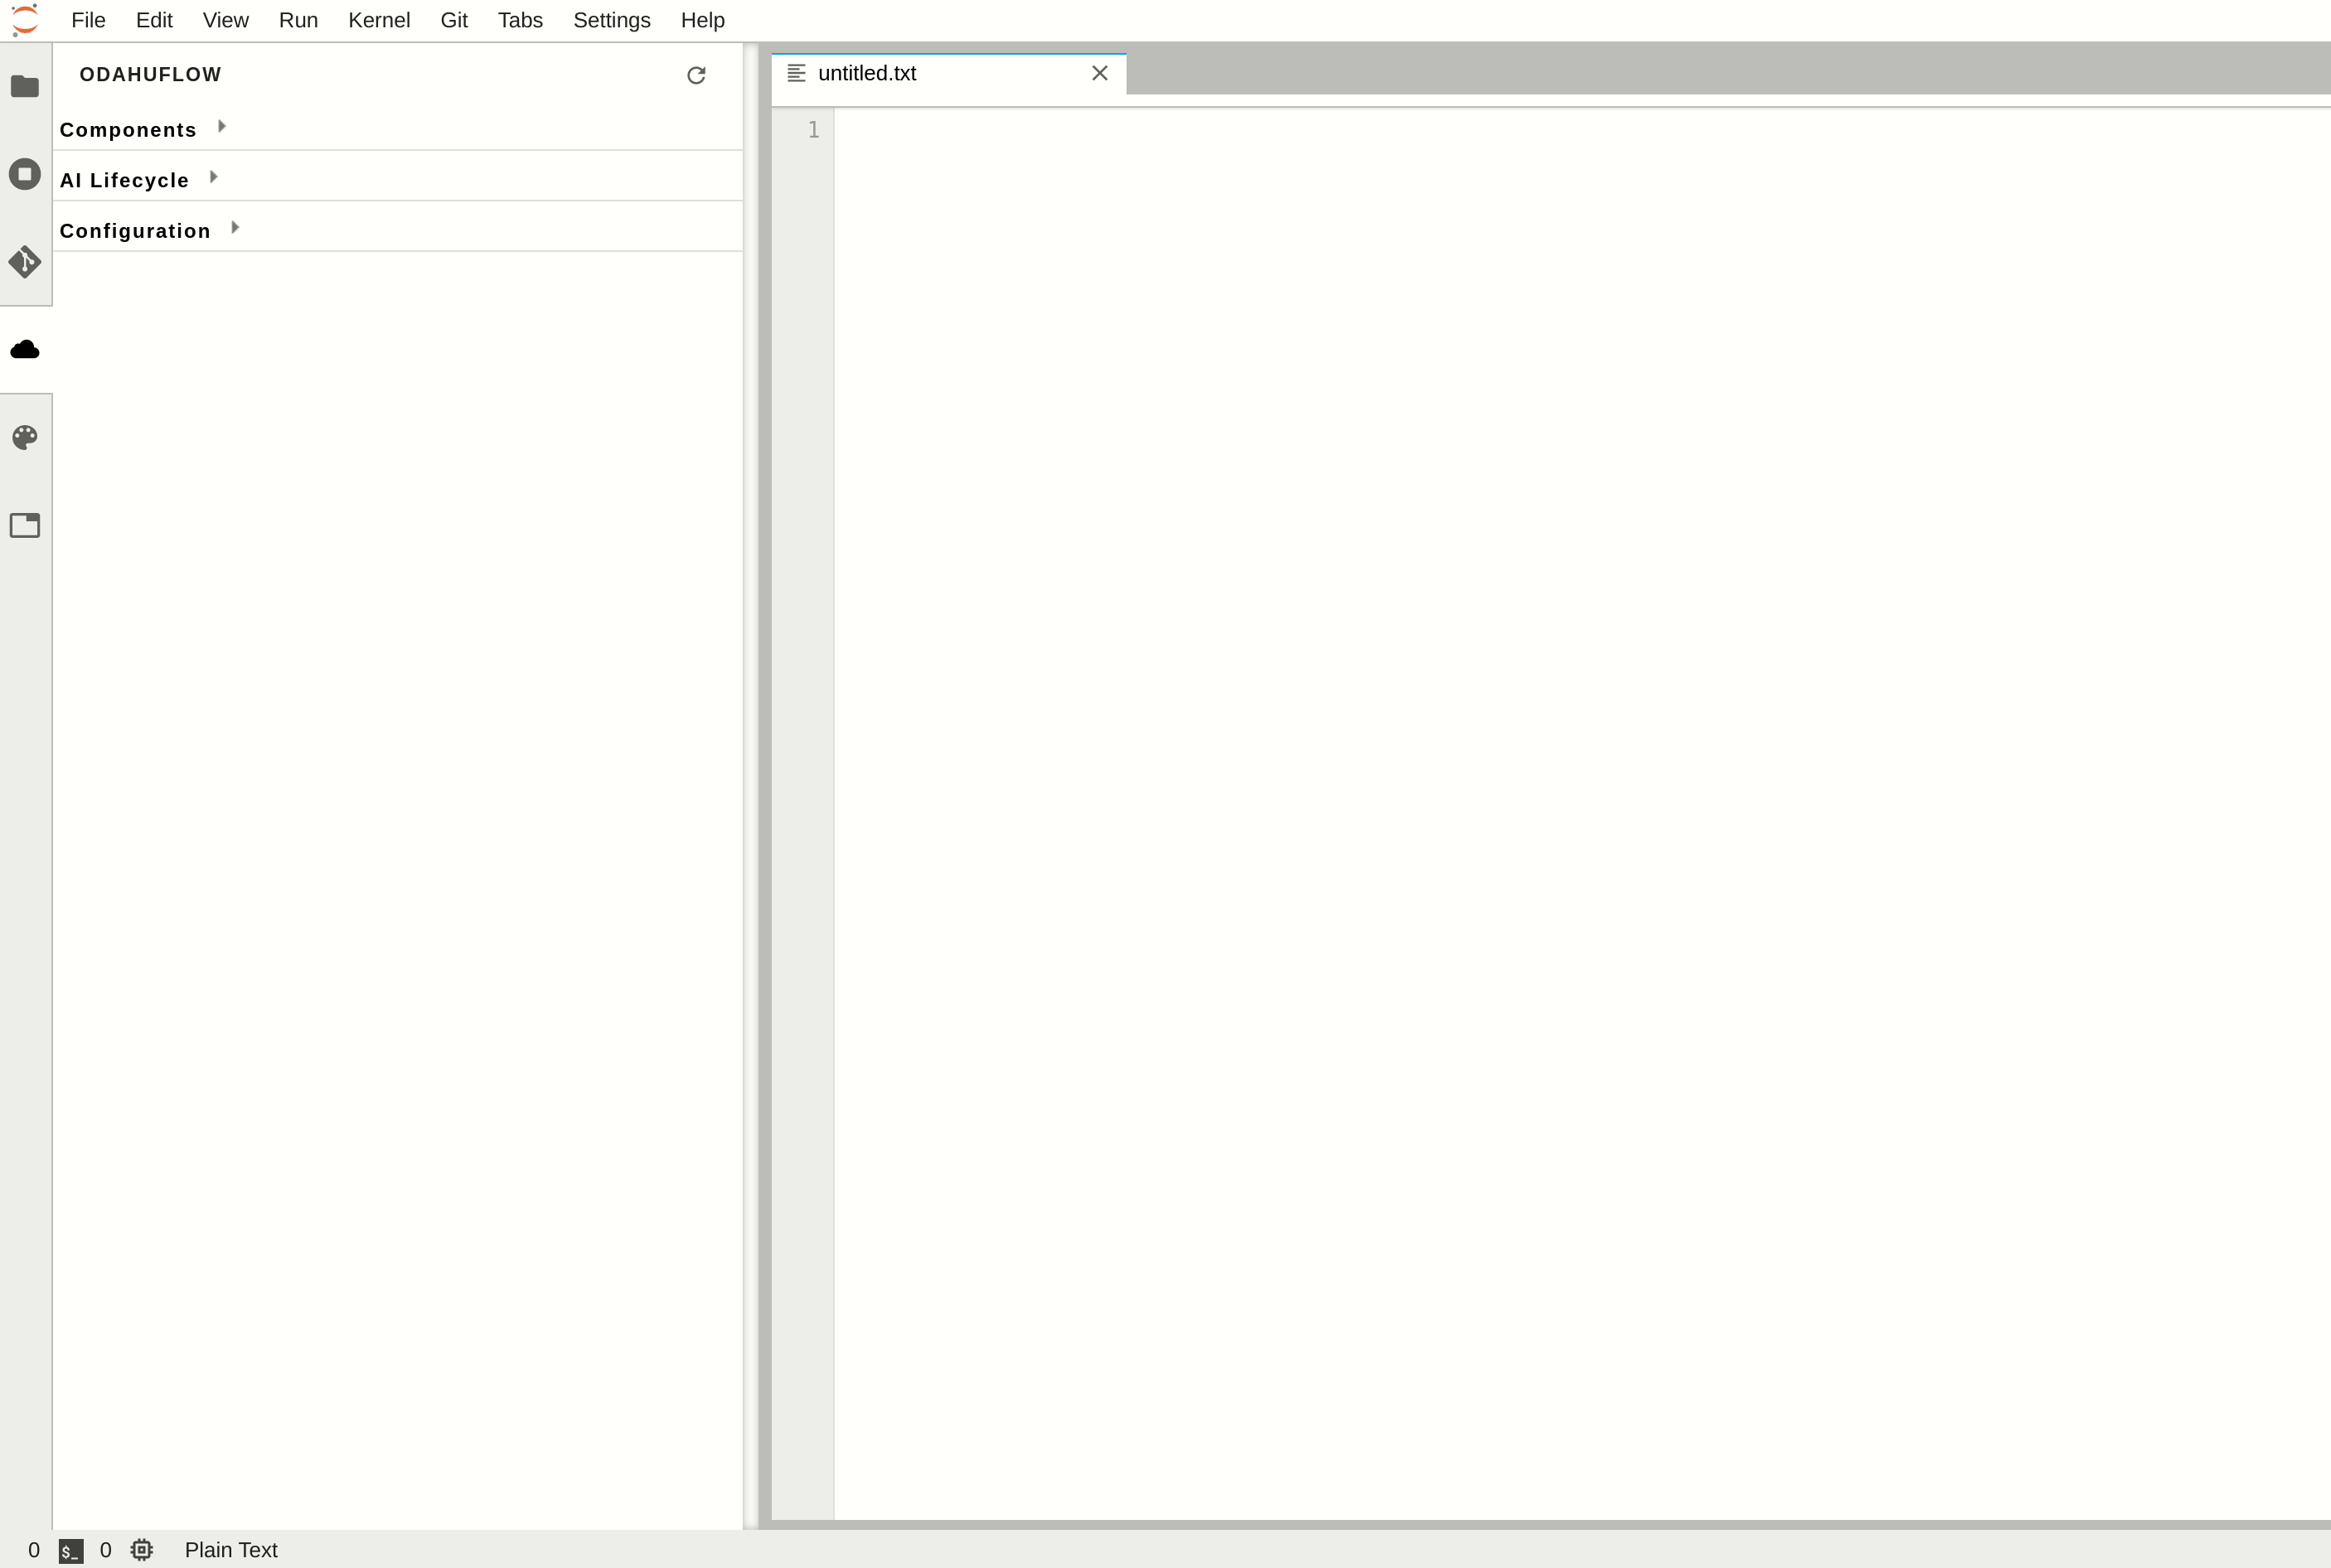 File Edit View Run Kernel Git Tabs Settings Help
ODAHUFLOW
Components
AI Lifecycle
Configuration
untitled.txt
1
0 $_ 0 Plain Text